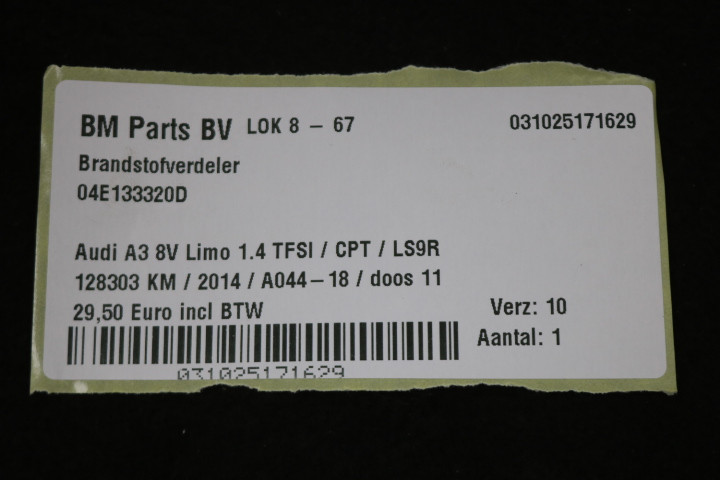 BM Parts BV LOK 8 - 67 031025171629
Brandstofverdeler
04E133320D
Audi A3 8V Limo 1.4 TFSI / CPT / LS9R
128303 KM / 2014 / A044-18 / doos 11
29,50 Euro incl BTW Verz: 10
Aantal: 1
031025171629